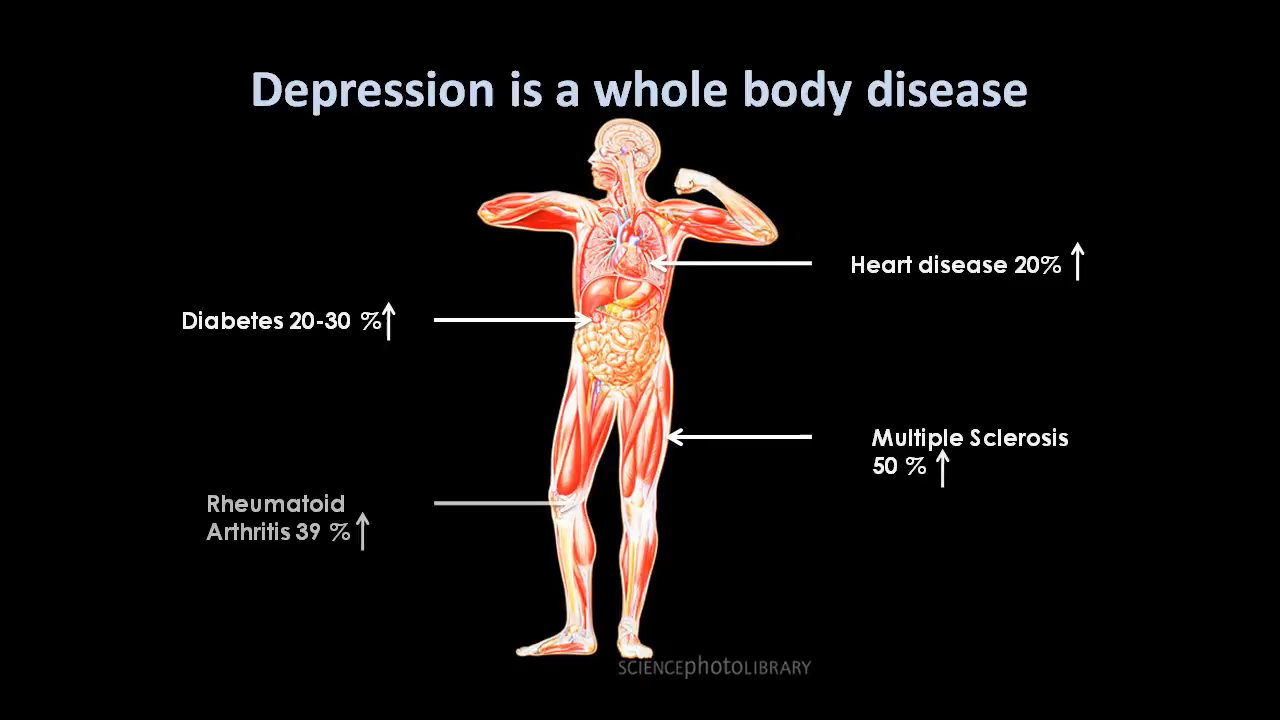 Depression is a whole body disease
Heart disease 20% ↑
Diabetes 20-30 %↑
Multiple Sclerosis
50 % ↑
Rheumatoid
Arthritis 39 %↑
SCIENCEphotoLIBRARY